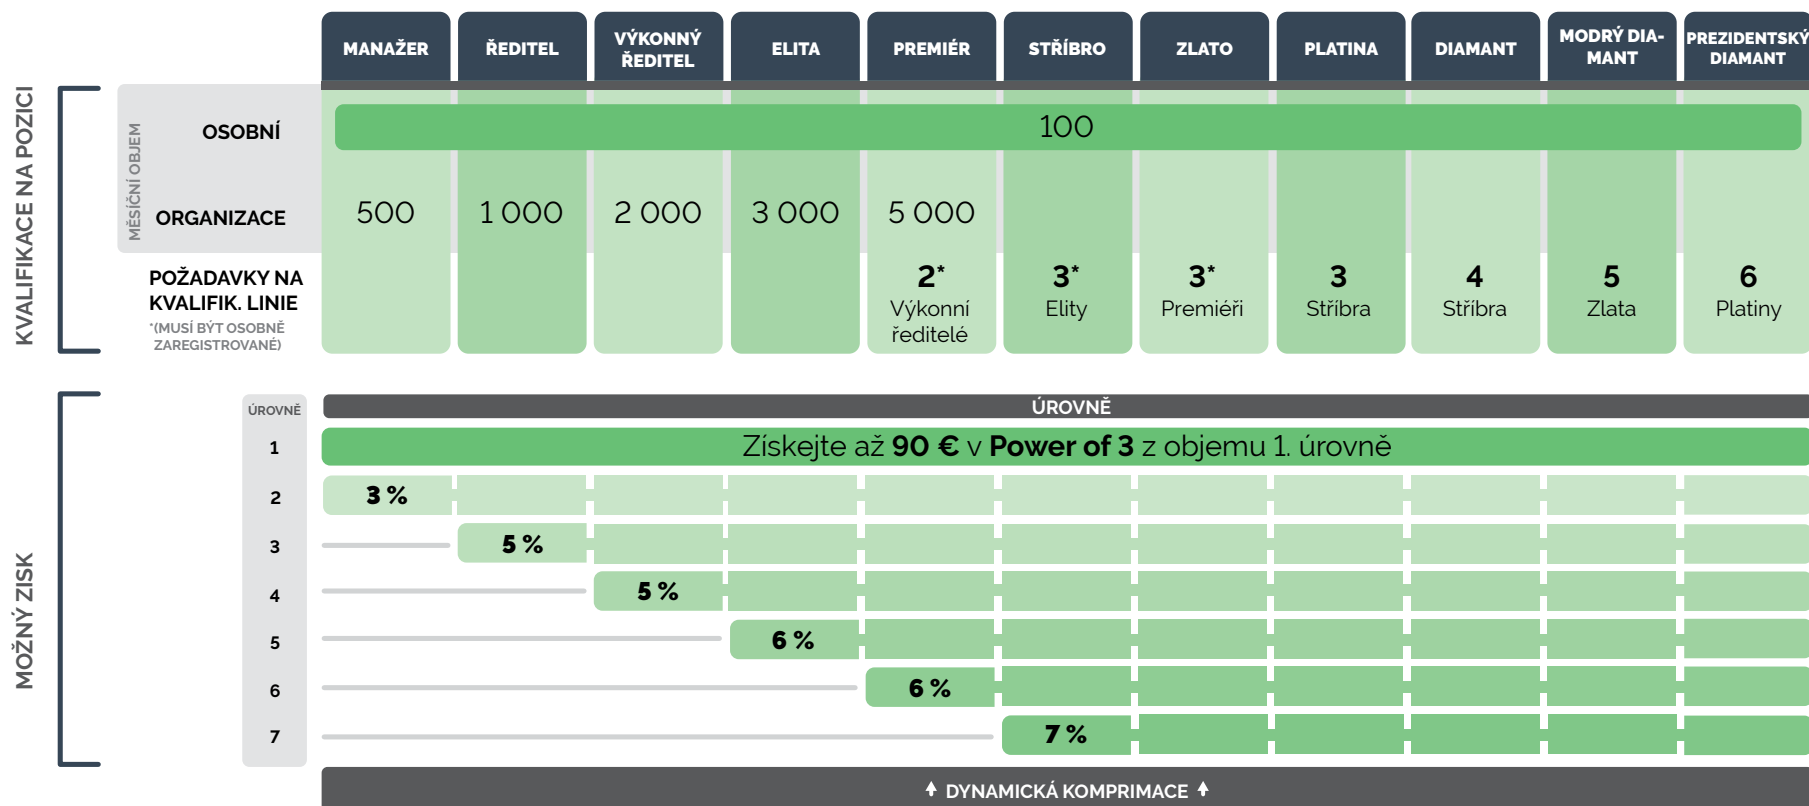 MANAŽER
ŘEDITEL
VÝKONNÝ
ŘEDITEL
ELITA
PREMIÉR
STŘÍBRO
ZLATO
PLATINA
DIAMANT
MODRÝ DIA-
MANT
PREZIDENTSKÝ
DIAMANT
KVALIFIKACE NA POZICI
MĚSÍČNÍ OBJEM
OSOBNÍ
100
ORGANIZACE
500
1 000
2 000
3 000
5 000
POŽADAVKY NA
KVALIFIK. LINIE
*(MUSÍ BÝT OSOBNĚ
ZAREGISTROVANÉ)
2*
Výkonní
ředitelé
3*
Elity
3*
Premiéři
3
Stříbra
4
Stříbra
5
Zlata
6
Platiny
MOŽNÝ ZISK
ÚROVNĚ
ÚROVNĚ
1
Získejte až 90 € v Power of 3 z objemu 1. úrovně
2
3 %
3
5 %
4
5 %
5
6 %
6
6 %
7
7 %
DYNAMICKÁ KOMPRIMACE